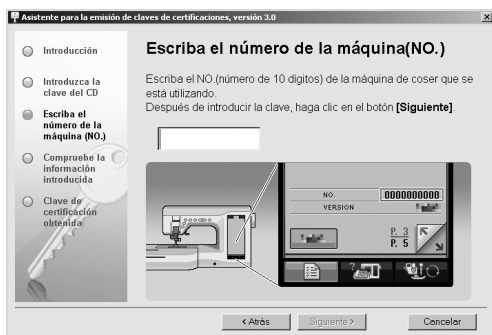 Asistente para la emisión de claves de certificaciones, versión 3.0
Introducción
Introduzca la
clave del CD
Escriba el
número de la
máquina (NO.)
Compruebe la
información
introducida
Clave de
certificación
obtenida
Escriba el número de la máquina(NO.)
Escriba el NO.(número de 10 dígitos) de la máquina de coser que se
está utilizando.
Después de introducir la clave, haga clic en el botón [Siguiente].
NO. 0000000000
VERSION
P. 3
P. 5
< Atrás
Siguiente >
Cancelar